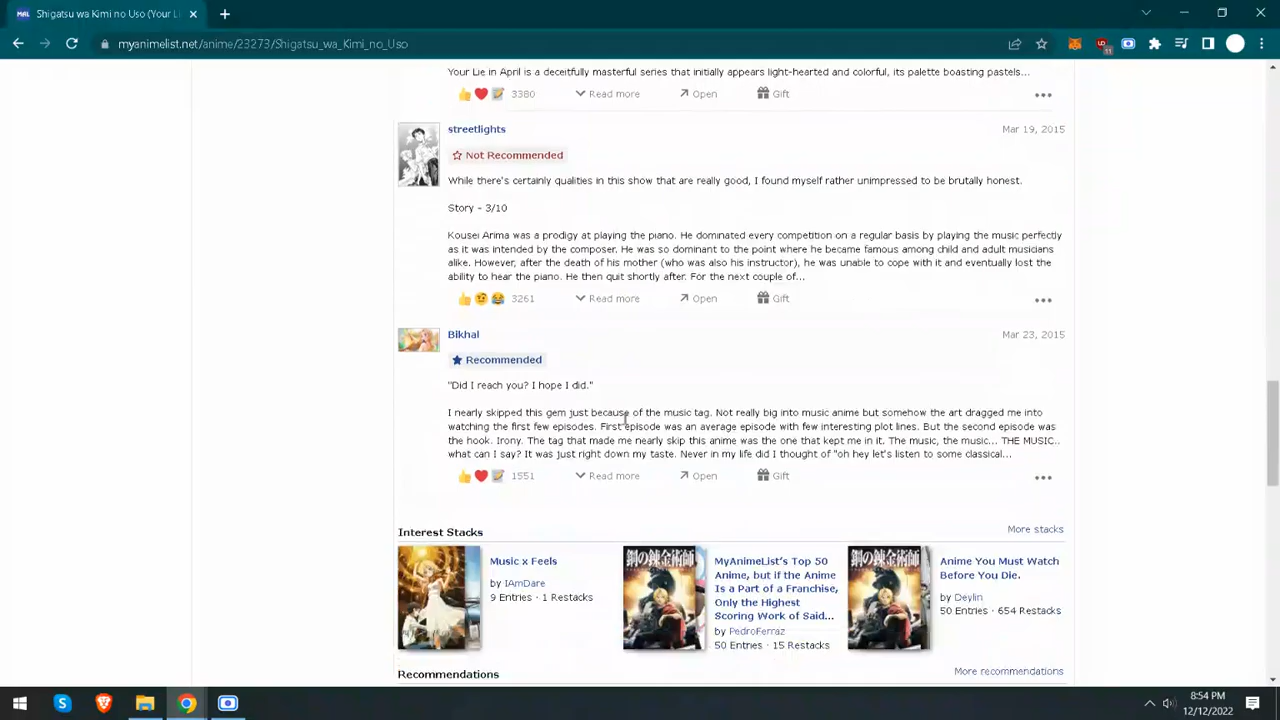 Shigatsu wa Kimi no Uso (Your Li
myanimelist.net/anime/23273/Shigatsu_wa_Kimi_no_Uso
11
Your Lie in April is a deceitfully masterful series that initially appears light-hearted and colorful, its palette boasting pastels...
3380 Read more Open Gift
streetlights Mar 19, 2015
Not Recommended
While there's certainly qualities in this show that are really good, I found myself rather unimpressed to be brutally honest.
Story - 3/10
Kousei Arima was a prodigy at playing the piano. He dominated every competition on a regular basis by playing the music perfectly
as it was intended by the composer. He was so dominant to the point where he became famous among child and adult musicians
alike. However, after the death of his mother (who was also his instructor), he was unable to cope with it and eventually lost the
ability to hear the piano. He then quit shortly after. For the next couple of...
3261 Read more Open Gift
Bikhal Mar 23, 2015
Recommended
"Did I reach you? I hope I did."
I nearly skipped this gem just because of the music tag. Not really big into music anime but somehow the art dragged me into
watching the first few episodes. First episode was an average episode with few interesting plot lines. But the second episode was
the hook. Irony. The tag that made me nearly skip this anime was the one that kept me in it. The music, the music... THE MUSIC..
what can I say? It was just right down my taste. Never in my life did I thought of "oh hey let's listen to some classical...
1551 Read more Open Gift
Interest Stacks More stacks
Music x Feels
by IAmDare
9 Entries · 1 Restacks
鋼の錬金術師
MyAnimeList's Top 50
Anime, but if the Anime
Is a Part of a Franchise,
Only the Highest
Scoring Work of Said...
by PedroFerraz
50 Entries · 15 Restacks
鋼の錬金術師
Anime You Must Watch
Before You Die.
by Deylin
50 Entries · 654 Restacks
Recommendations More recommendations
8:54 PM
12/12/2022